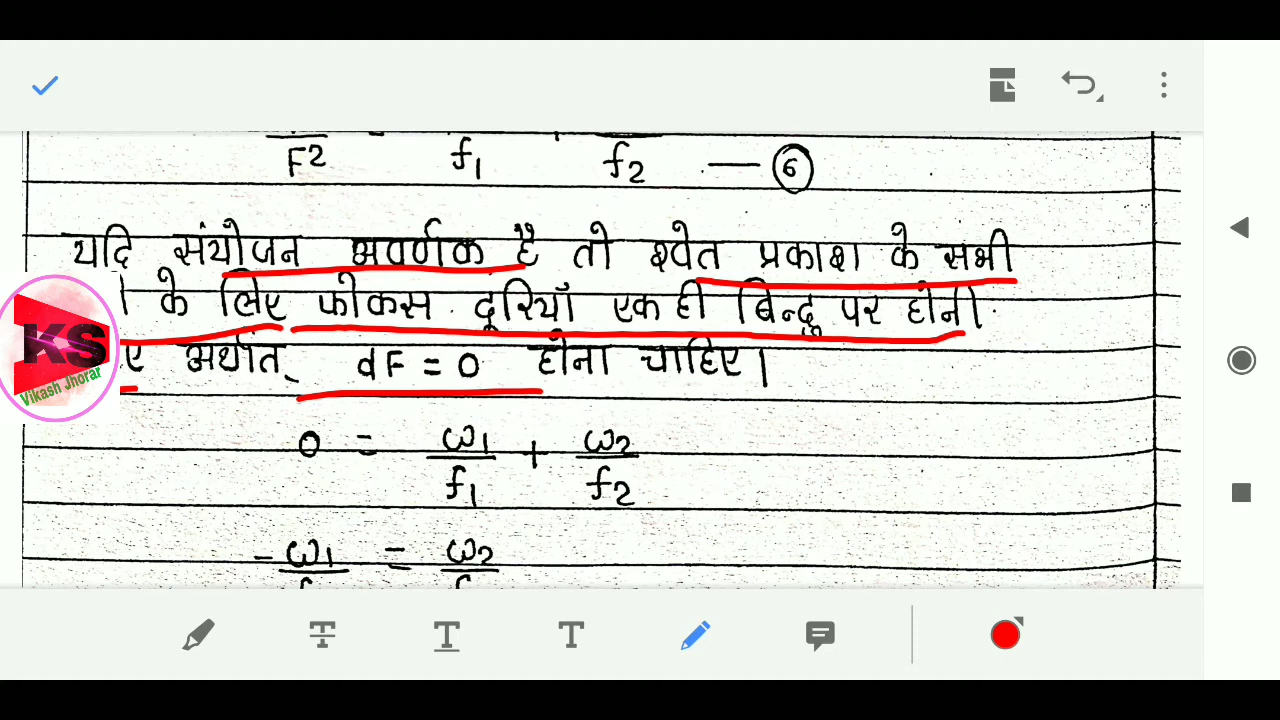 F² f₁ f₂ — ⑥
यदि संयोजन अवर्णक है तो श्वेत प्रकाश के सभी
के लिए फोकस दूरियाँ एक ही बिन्दू पर होनी
अर्थात् dF = 0 होना चाहिए।
0 = ω₁/f₁ + ω₂/f₂
-ω₁ = ω₂
KS
Vikash Jhorar
T T T